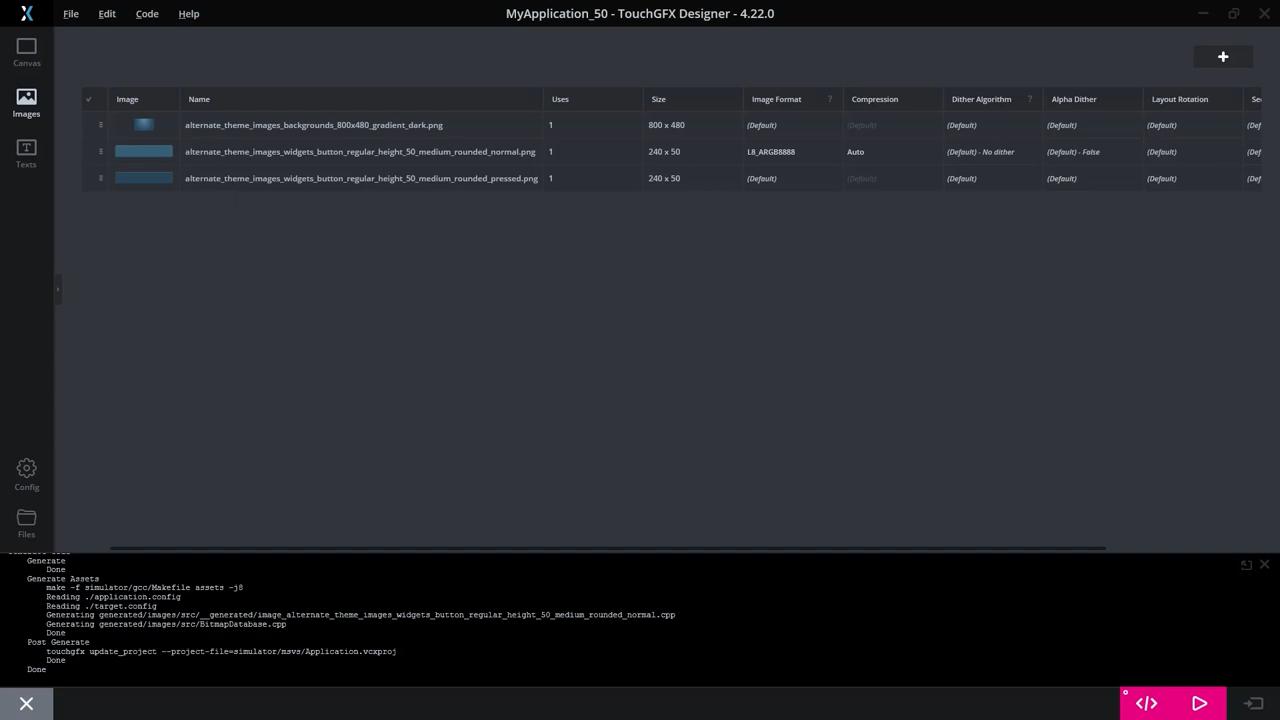 File Edit Code Help MyApplication_50 - TouchGFX Designer - 4.22.0
Canvas
Images
Texts
Config
Files
Image Name Uses Size Image Format ? Compression Dither Algorithm ? Alpha Dither Layout Rotation
alternate_theme_images_backgrounds_800x480_gradient_dark.png 1 800 x 480 (Default) (Default) (Default) (Default) (Default)
alternate_theme_images_widgets_button_regular_height_50_medium_rounded_normal.png 1 240 x 50 L8_ARGB8888 Auto (Default) - No dither (Default) - False (Default)
alternate_theme_images_widgets_button_regular_height_50_medium_rounded_pressed.png 1 240 x 50 (Default) (Default) (Default) (Default) (Default)
Generate
Done
Generate Assets
make -f simulator/gcc/Makefile assets -j8
Reading ./application.config
Reading ./target.config
Generating generated/images/src/__generated/image_alternate_theme_images_widgets_button_regular_height_50_medium_rounded_normal.cpp
Generating generated/images/src/BitmapDatabase.cpp
Done
Post Generate
touchgfx update_project --project-file=simulator/msvs/Application.vcxproj
Done
Done